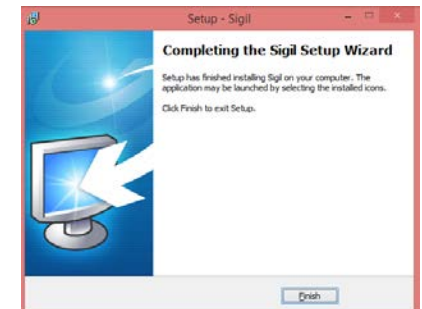 Setup - Sigil
Completing the Sigil Setup Wizard
Setup has finished installing Sigil on your computer. The
application may be launched by selecting the installed icons.
Click Finish to exit Setup.
Finish